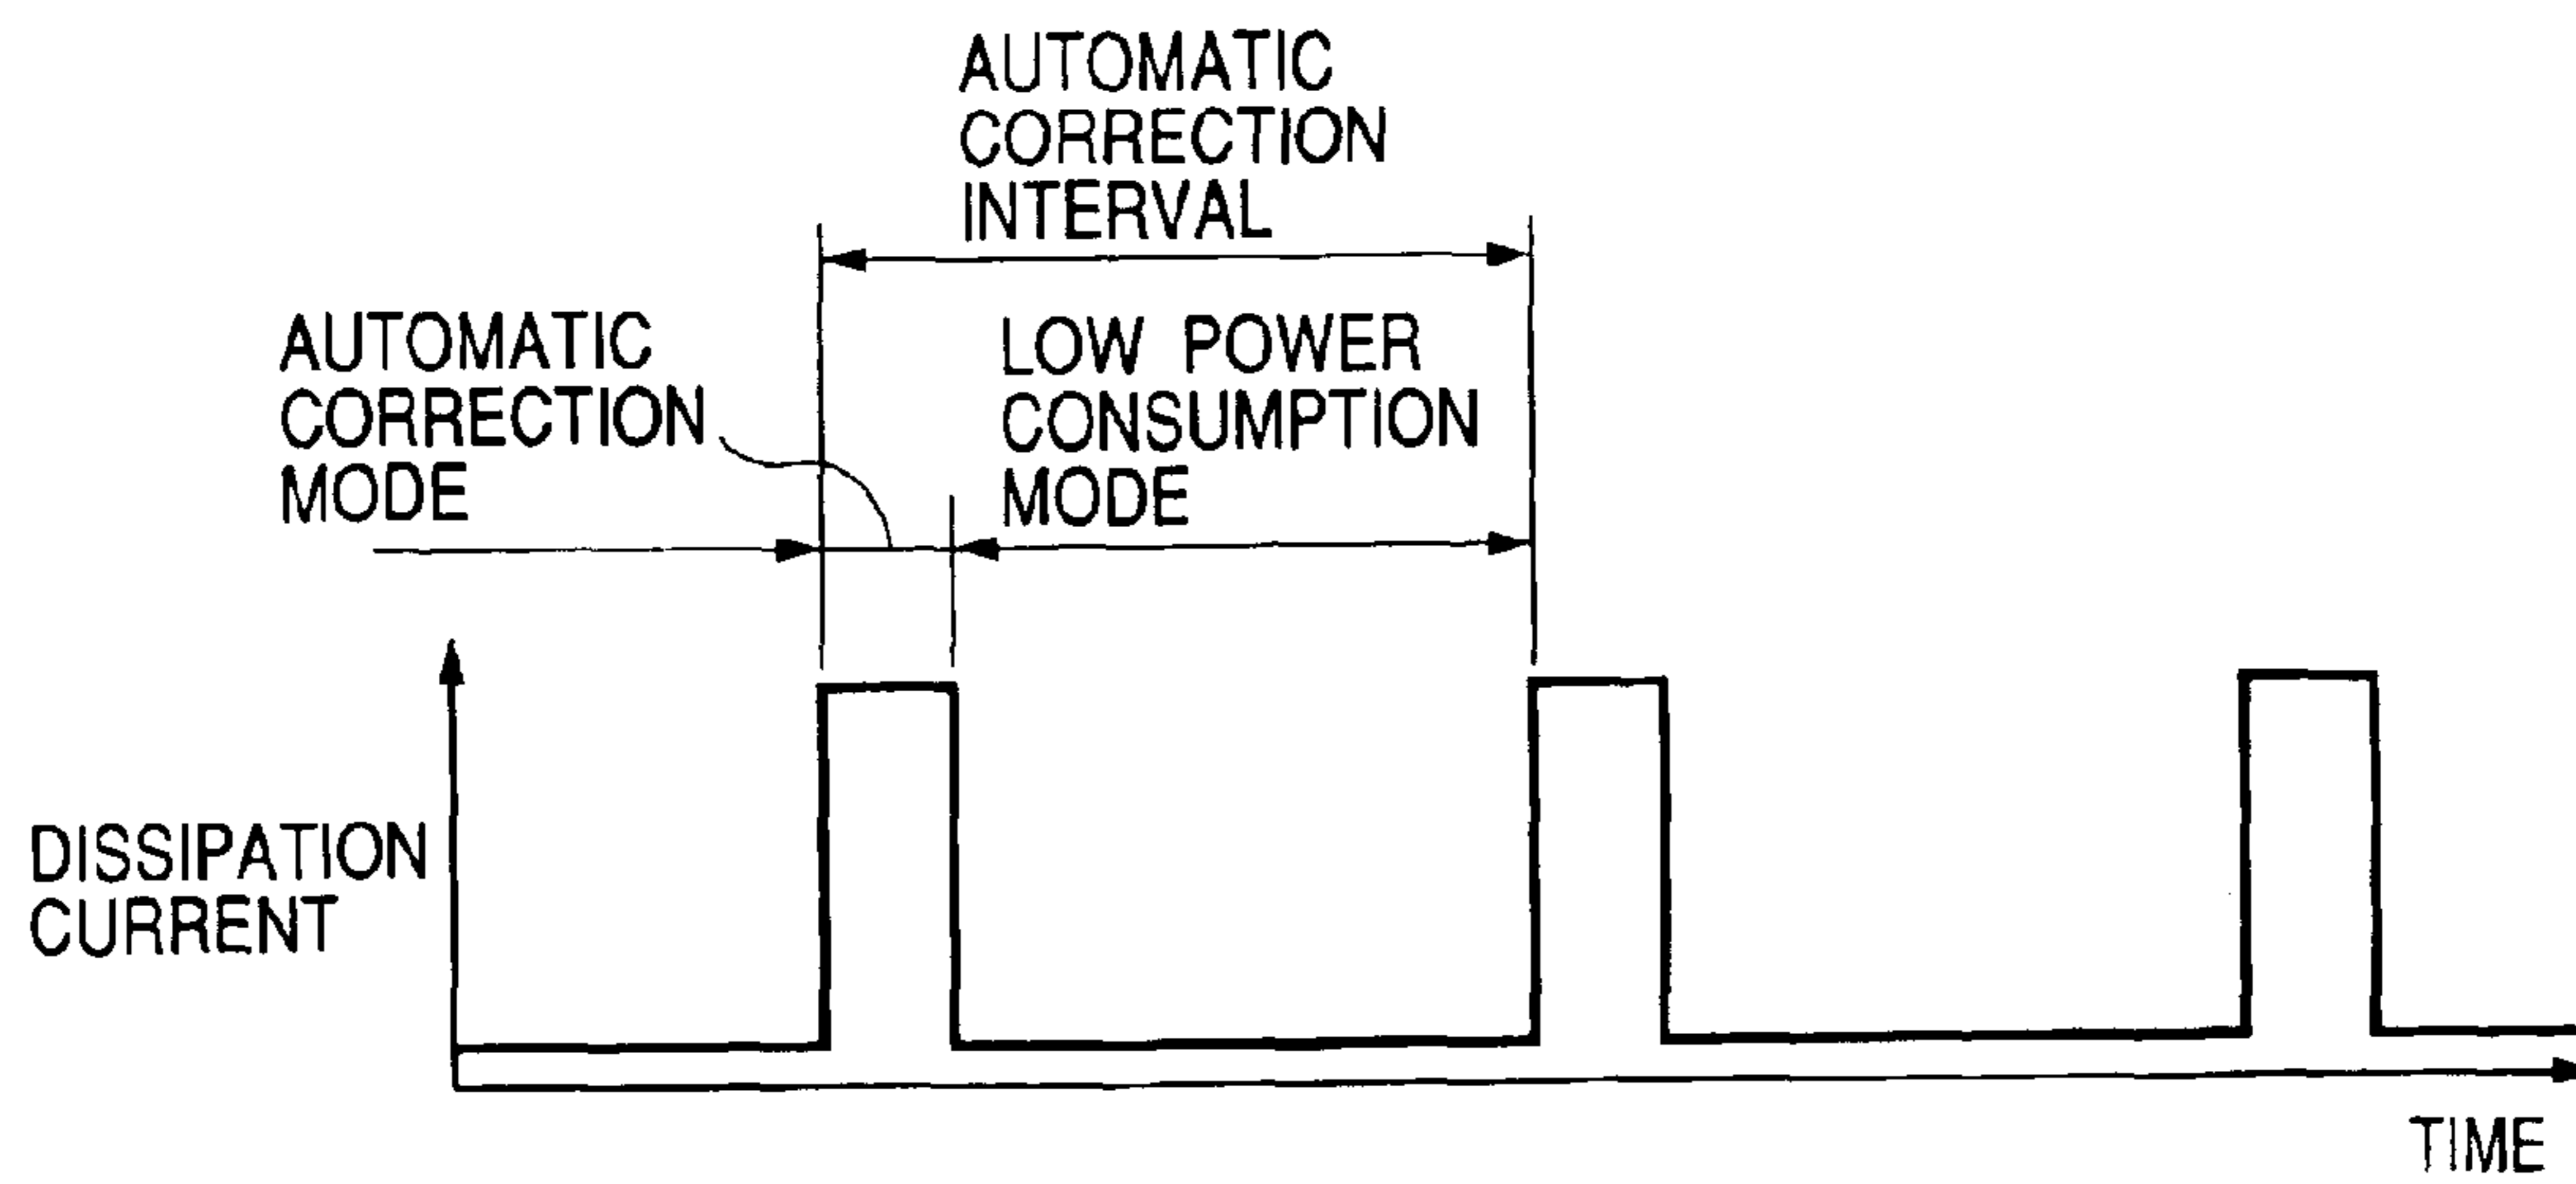 AUTOMATIC
CORRECTION
INTERVAL
AUTOMATIC
CORRECTION
MODE
LOW POWER
CONSUMPTION
MODE
DISSIPATION
CURRENT
TIME